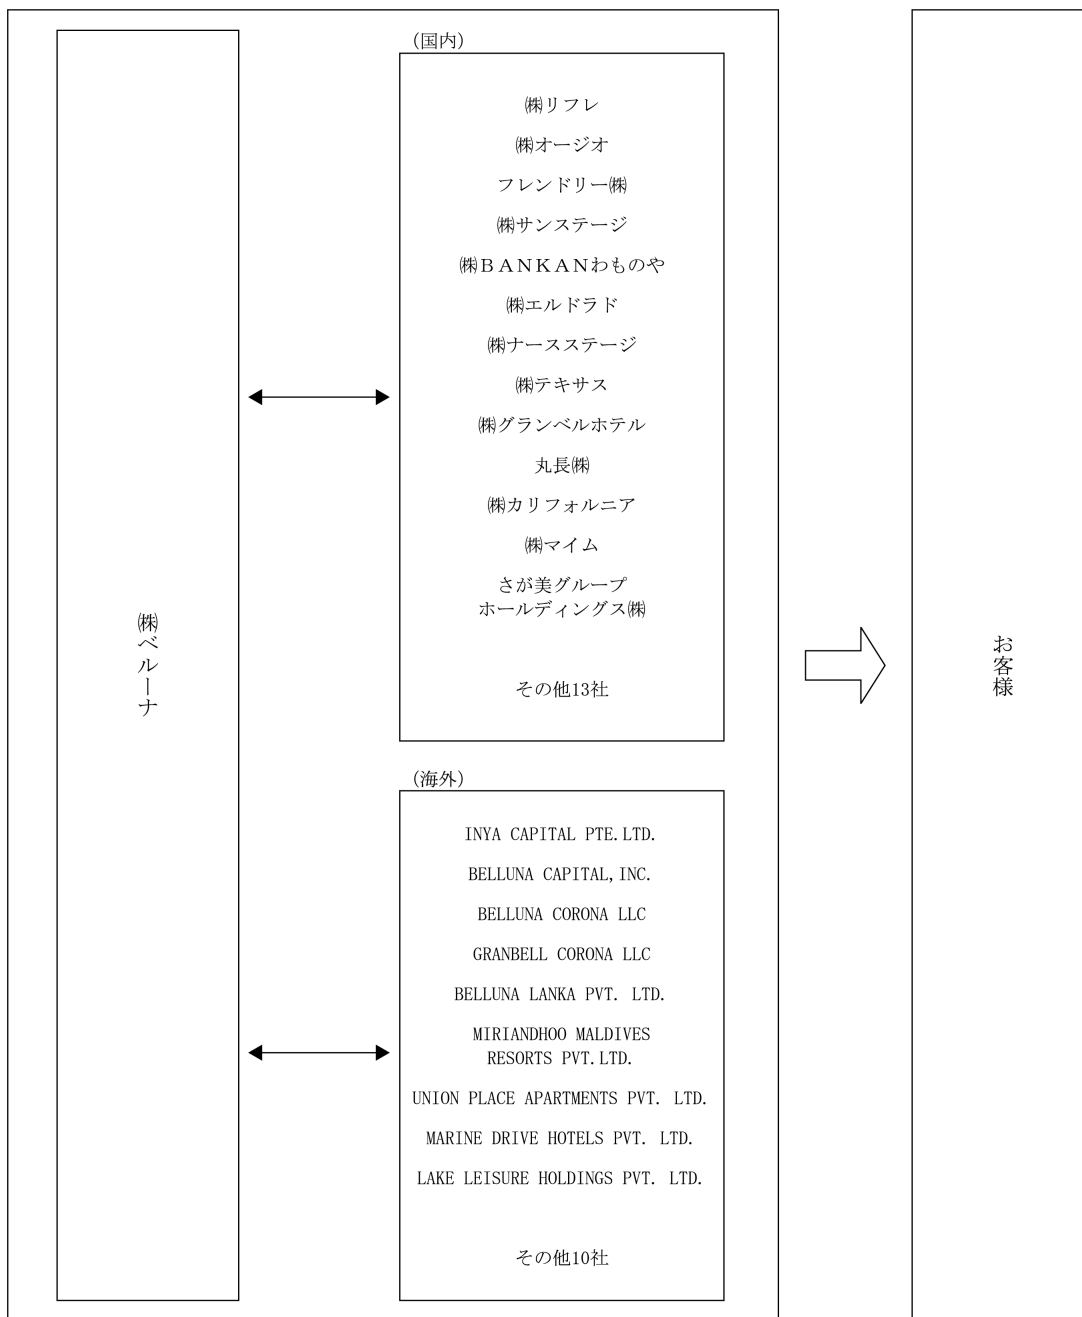 ㈱ベルーナ
（国内）
㈱リフレ
㈱オージオ
フレンドリー㈱
㈱サンステージ
㈱ＢＡＮＫＡＮわものや
㈱エルドラド
㈱ナースステージ
㈱テキサス
㈱グランベルホテル
丸長㈱
㈱カリフォルニア
㈱マイム
さが美グループ
ホールディングス㈱
その他13社
（海外）
INYA CAPITAL PTE.LTD.
BELLUNA CAPITAL,INC.
BELLUNA CORONA LLC
GRANBELL CORONA LLC
BELLUNA LANKA PVT. LTD.
MIRIANDHOO MALDIVES
RESORTS PVT.LTD.
UNION PLACE APARTMENTS PVT. LTD.
MARINE DRIVE HOTELS PVT. LTD.
LAKE LEISURE HOLDINGS PVT. LTD.
その他10社
お客様